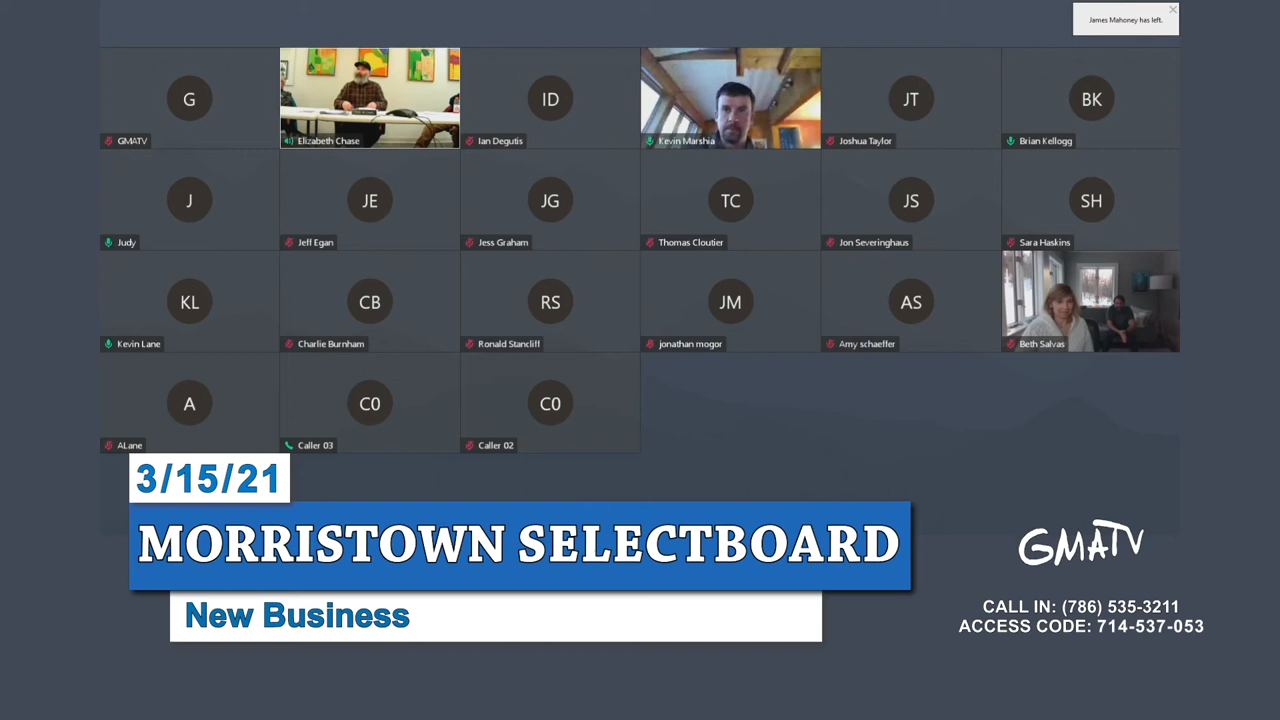 James Mahoney has left.
G
GMATV
Elizabeth Chase
ID
Ian Degutis
Kevin Marshia
JT
Joshua Taylor
BK
Brian Kellogg
J
Judy
JE
Jeff Egan
JG
Jess Graham
TC
Thomas Cloutier
JS
Jon Severinghaus
SH
Sara Haskins
KL
Kevin Lane
CB
Charlie Burnham
RS
Ronald Stancliff
JM
jonathan mogor
AS
Amy schaeffer
Beth Salvas
A
ALane
C0
Caller 03
C0
Caller 02
3/15/21
MORRISTOWN SELECTBOARD
New Business
GMATV
CALL IN: (786) 535-3211
ACCESS CODE: 714-537-053